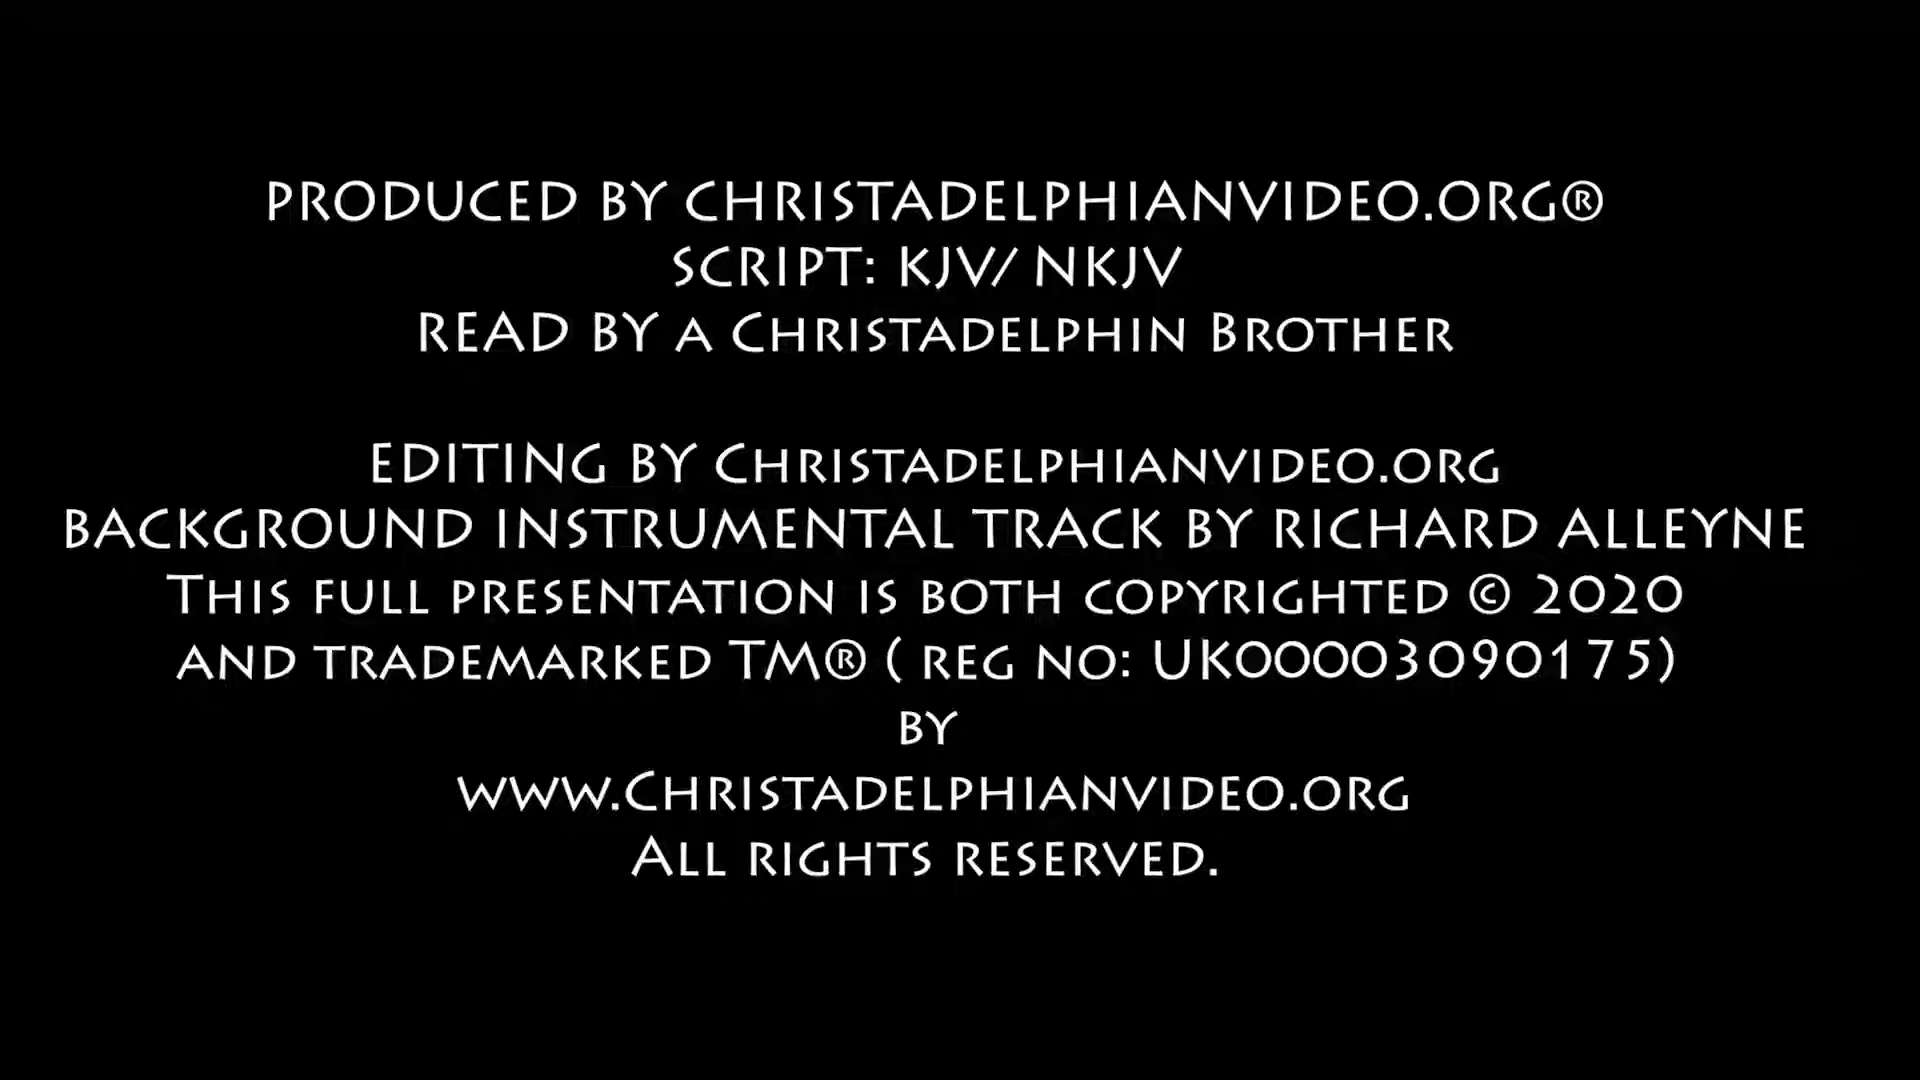 PRODUCED BY CHRISTADELPHIANVIDEO.ORG®
SCRIPT: KJV/ NKJV
READ BY A CHRISTADELPHIN BROTHER
EDITING BY CHRISTADELPHIANVIDEO.ORG
BACKGROUND INSTRUMENTAL TRACK BY RICHARD ALLEYNE
THIS FULL PRESENTATION IS BOTH COPYRIGHTED © 2020
AND TRADEMARKED TM® ( REG NO: UK00003090175)
BY
WWW.CHRISTADELPHIANVIDEO.ORG
ALL RIGHTS RESERVED.